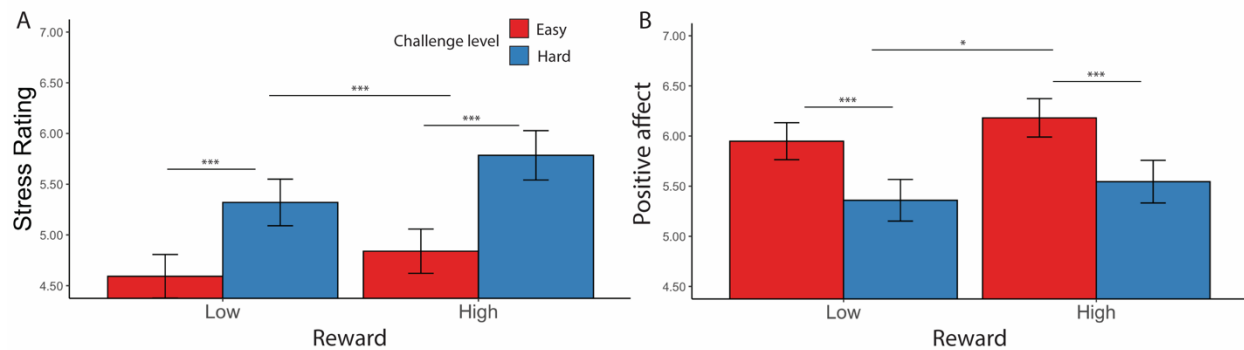 A
Stress Rating
7.00
6.50
6.00
5.50
5.00
4.50
Challenge level
Easy
Hard
***
***
***
Low
High
Reward
B
Positive affect
7.00
6.50
6.00
5.50
5.00
4.50
*
***
***
Low
High
Reward